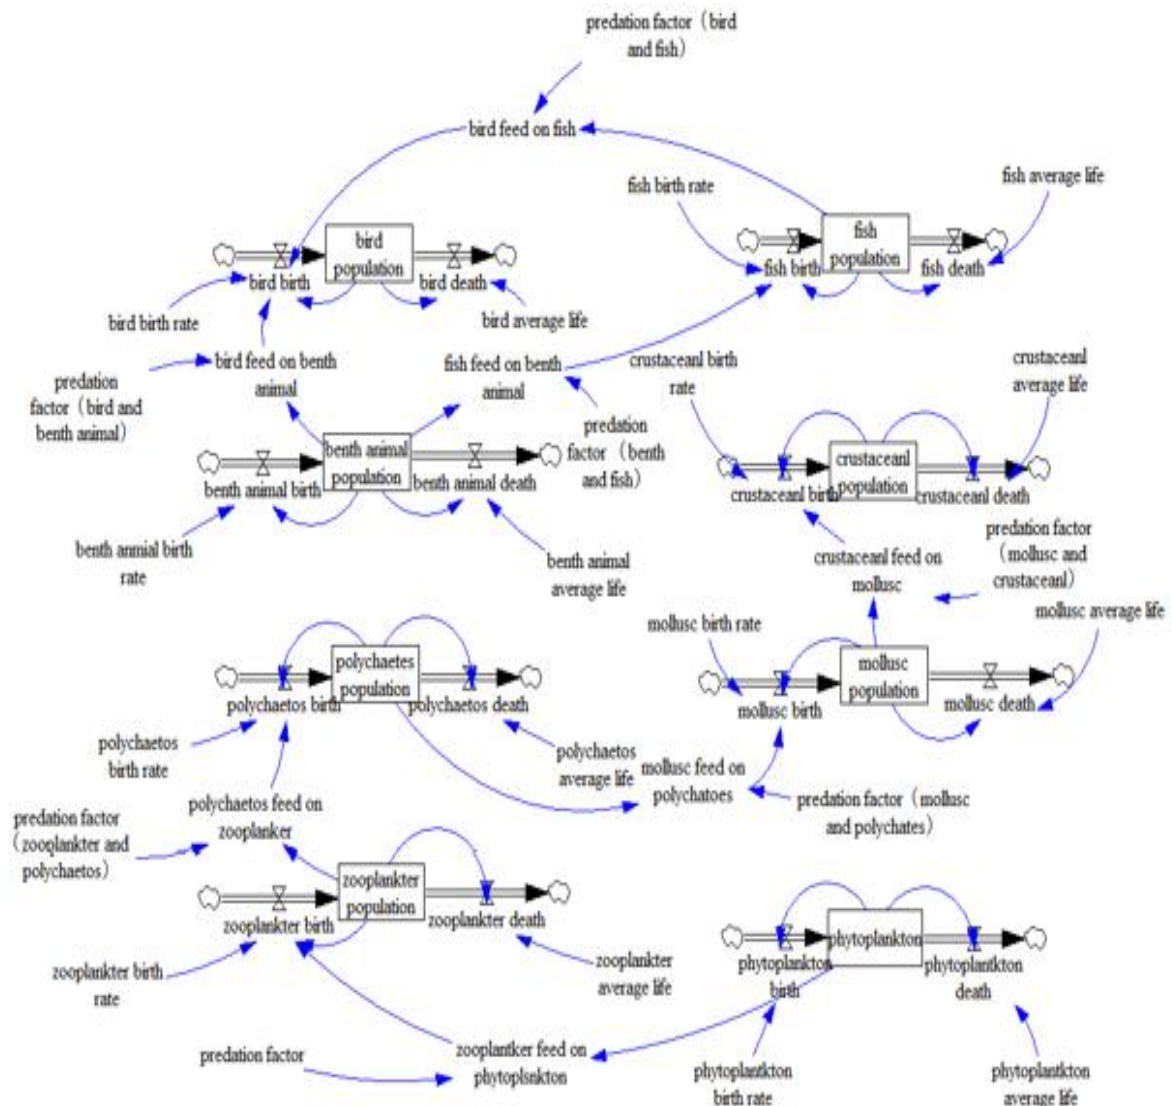 predation factor（bird
and fish）
bird feed on fish
fish birth rate
fish average life
bird
population
fish
population
bird birth
bird death
fish birth
fish death
bird birth rate
bird average life
bird feed on benth
animal
fish feed on benth
animal
crustaceanl birth
rate
crustaceanl
average life
predation
factor（bird and
benth animal）
predation
factor（benth
and fish）
benth animal
population
crustaceanl
population
benth animal birth
benth animal death
crustaceanl birth
crustaceanl death
benth anmial birth
rate
benth animal
average life
crustaceanl feed on
mollusc
predation factor
（mollusc and
crustaceanl）
mollusc birth rate
mollusc average life
polychaetes
population
mollusc
population
polychaetos birth
polychaetos death
mollusc birth
mollusc death
polychaetos
birth rate
polychaetos
average life
mollusc feed on
polychatoes
predation factor（mollusc
and polychates）
polychaetos feed on
zooplanker
predation factor
（zooqlankter and
polychaetos）
zooplankter
population
zooplankter birth
zooplankter death
phytoplankton
phytoplankton
birth
phytoplantkton
death
zooplankter birth
rate
zooplankter
average life
predation factor
zooplantker feed on
phytoplsnkton
phytoplantkton
birth rate
phytoplantkton
average life